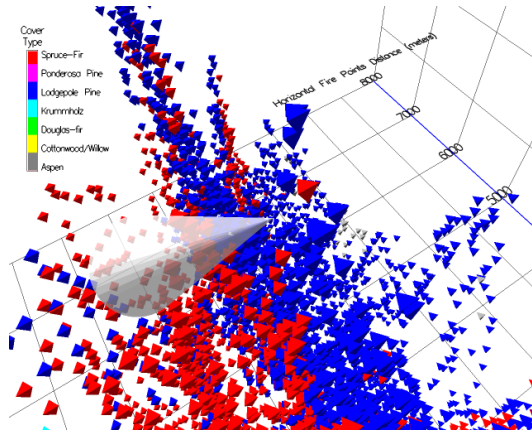 Cover
Type
Spruce-Fir
Ponderosa Pine
Lodgepole Pine
Krummholz
Douglas-fir
Cottonwood/Willow
Aspen
Horizontal Fire Points Distance (meters)
8000
7000
6000
5000